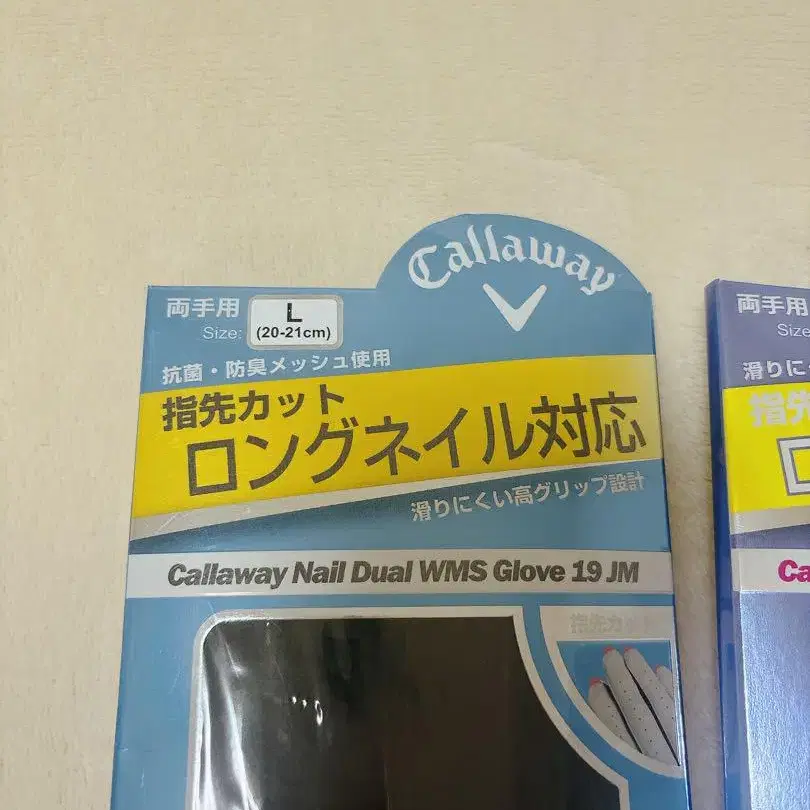 Callaway
両手用
L
Size: (20-21cm)
抗菌・防臭メッシュ使用
指先カット
ロングネイル対応
滑りにくい高グリップ設計
Callaway Nail Dual WMS Glove 19 JM
指先カット
両手用
Size
滑りにく
指先
Ca